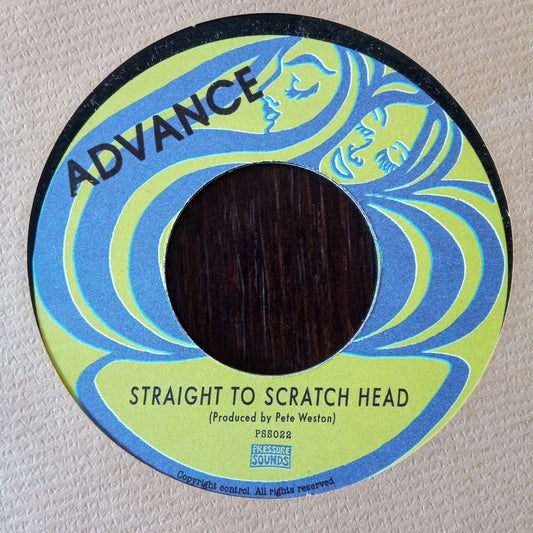 ADVANCE
STRAIGHT TO SCRATCH HEAD
(Produced by Pete Weston)
PSS022
PRESSURE
SOUNDS
Copyright control. All rights reserved